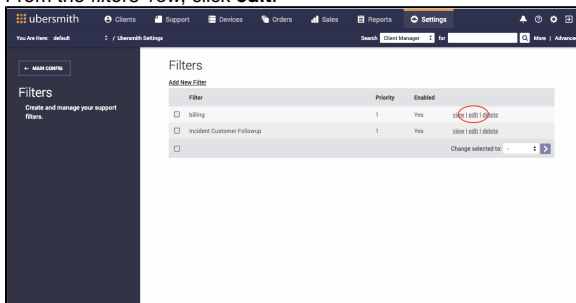 From the filters' row, click edit.
ubersmith Clients Support Devices Orders Sales Reports Settings
You Are Here: default / Ubersmith Settings Search Client Manager for More | Advance
← MAIN CONFIG
Filters
Create and manage your support
filters.
Filters
Add New Filter
Filter Priority Enabled
billing 1 Yes view | edit | delete
Incident Customer Followup 1 Yes view | edit | delete
Change selected to: -